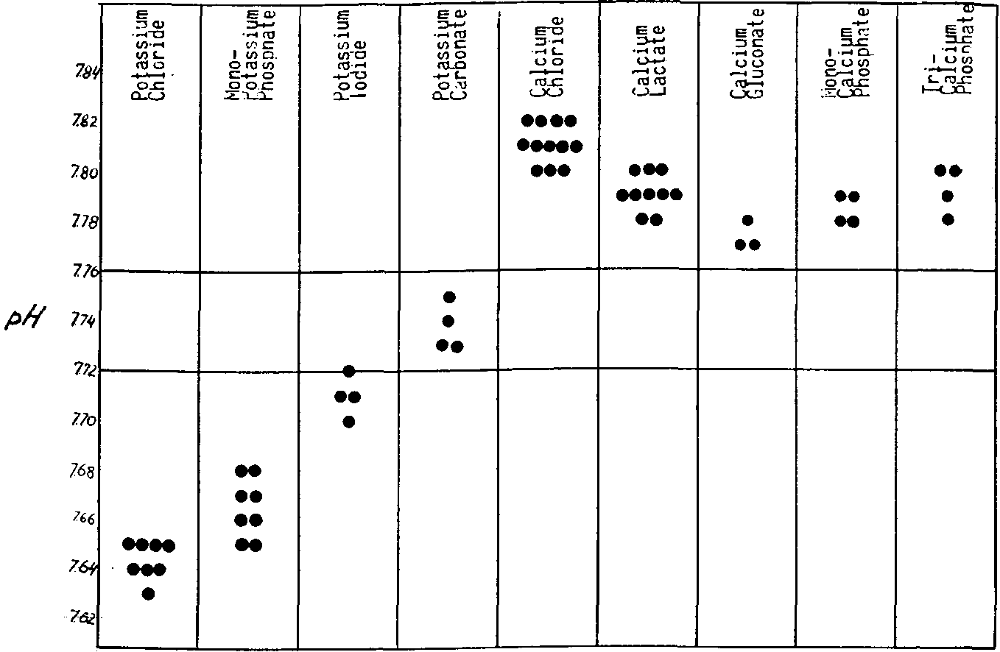 Potassium
Chloride
Mono-
Potassium
Phosphate
Potassium
Iodide
Potassium
Carbonate
Calcium
Chloride
Calcium
Lactate
Calcium
Gluconate
Mono-
Calcium
Phosphate
Tri-
Calcium
Phosphate
7.84
7.82
7.80
7.78
7.76
pH
7.74
7.72
7.70
7.68
7.66
7.64
7.62